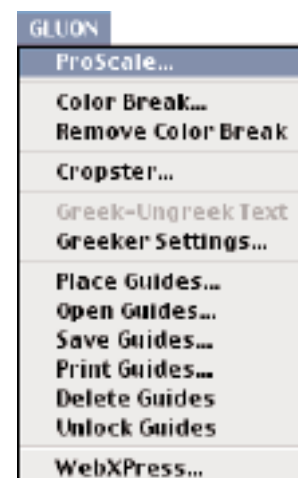 GLUON
ProScale...
Color Break...
Remove Color Break
Cropster...
Greek-Ungreek Text
Greeker Settings...
Place Guides...
Open Guides...
Save Guides...
Print Guides...
Delete Guides
Unlock Guides
WebXPress...